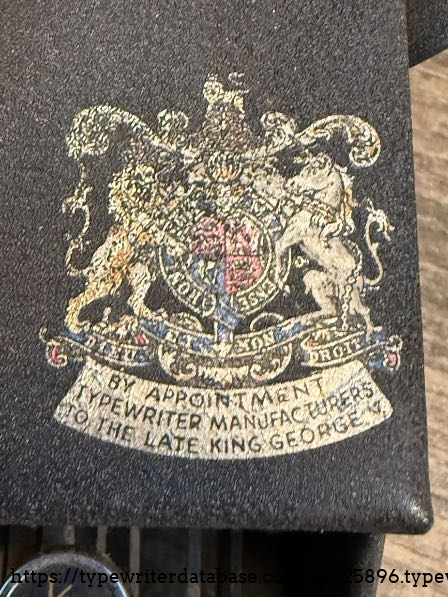 DIEU ET MON DROIT
BY APPOINTMENT
TYPEWRITER MANUFACTURERS
TO THE LATE KING GEORGE V.
https://typewriterdatabase.com/